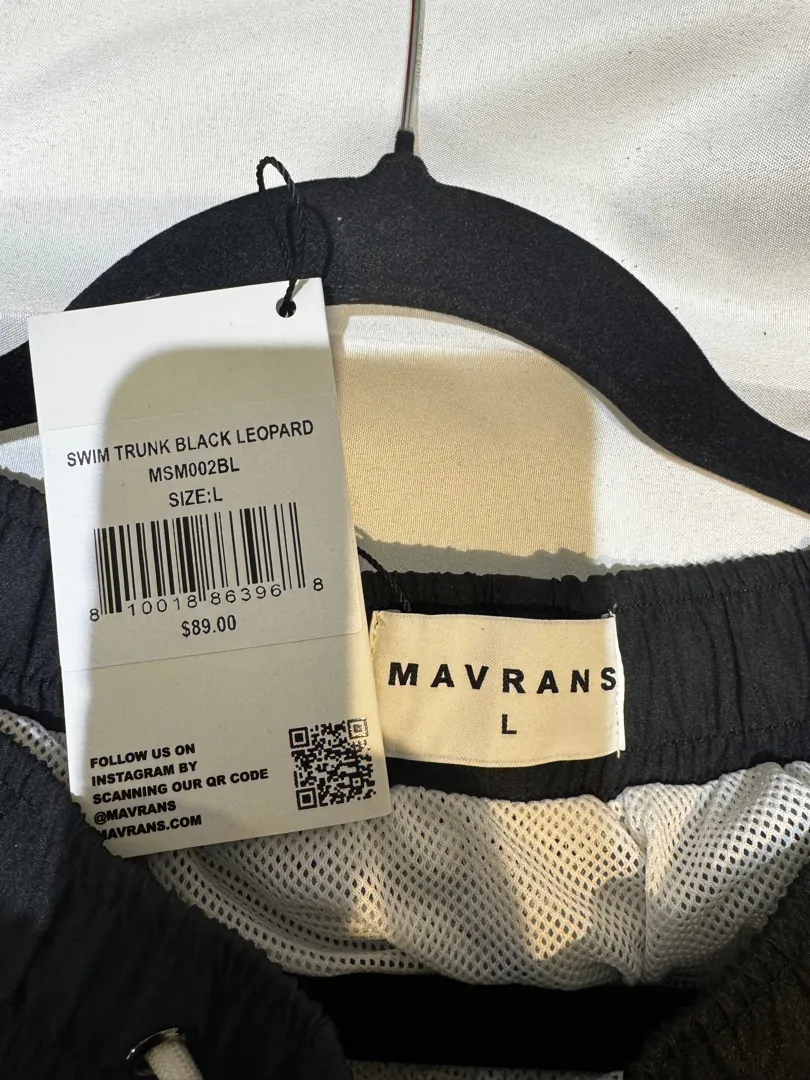 SWIM TRUNK BLACK LEOPARD
MSM002BL
SIZE:L
8 10018 86396 8
$89.00
FOLLOW US ON
INSTAGRAM BY
SCANNING OUR QR CODE
@MAVRANS
MAVRANS.COM
MAVRANS
L